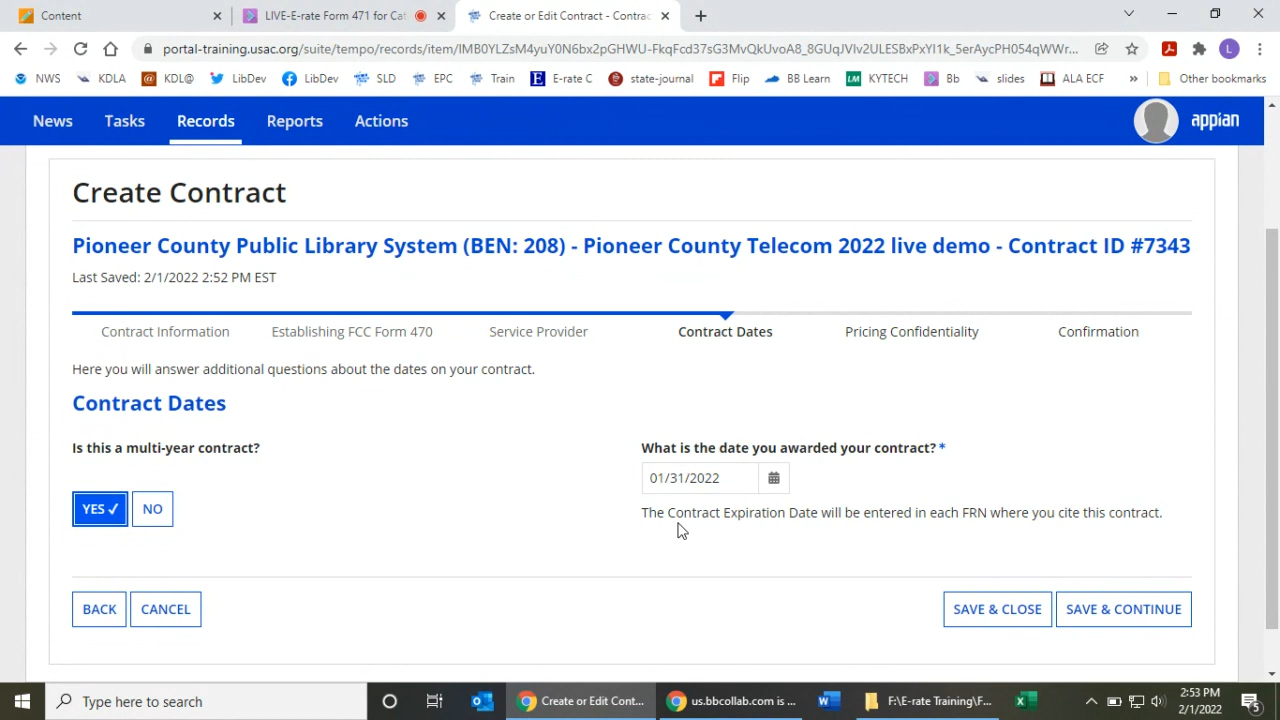 Content
LIVE-E-rate Form 471 for Cat
Create or Edit Contract - Contrac
portal-training.usac.org/suite/tempo/records/item/
NWS
KDLA
KDL@
LibDev
LibDev
SLD
EPC
Train
E-rate C
state-journal
Flip
BB Learn
KYTECH
Bb
slides
ALA ECF
»
Other bookmarks
News
Tasks
Records
Reports
Actions
appian
Create Contract
Pioneer County Public Library System (BEN: 208) - Pioneer County Telecom 2022 live demo - Contract ID #7343
Last Saved: 2/1/2022 2:52 PM EST
Contract Information
Establishing FCC Form 470
Service Provider
Contract Dates
Pricing Confidentiality
Confirmation
Here you will answer additional questions about the dates on your contract.
Contract Dates
Is this a multi-year contract?
YES ✓
NO
What is the date you awarded your contract? *
01/31/2022
The Contract Expiration Date will be entered in each FRN where you cite this contract.
BACK
CANCEL
SAVE & CLOSE
SAVE & CONTINUE
Type here to search
Create or Edit Cont...
us.bbcollab.com is ...
F:\E-rate Training\F...
2:53 PM
2/1/2022
5